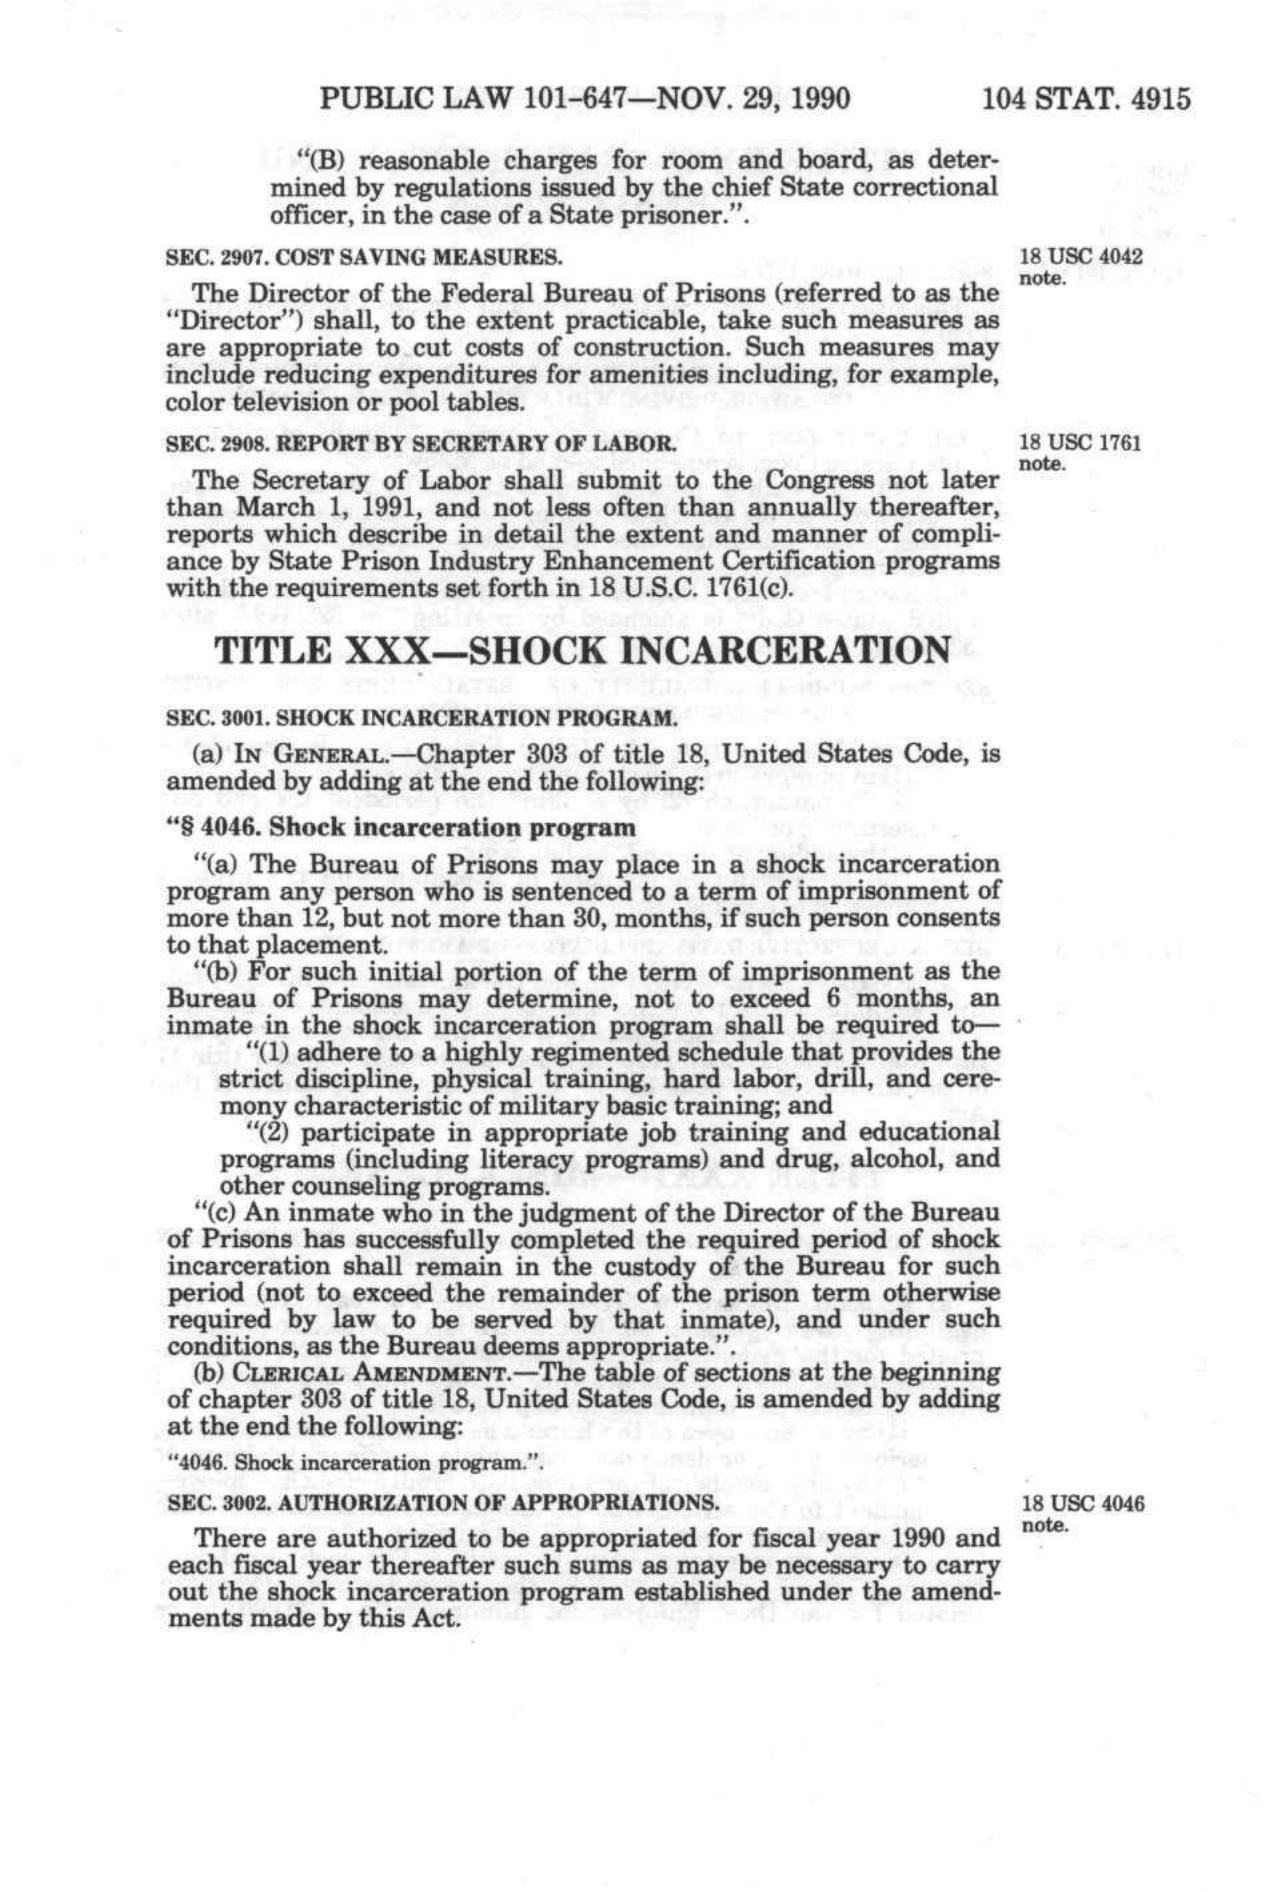 PUBLIC LAW 101–647—NOV. 29, 1990 104 STAT. 4915
“(B) reasonable charges for room and board, as deter-
mined by regulations issued by the chief State correctional
officer, in the case of a State prisoner.”.
SEC. 2907. COST SAVING MEASURES. 18 USC 4042
note.
The Director of the Federal Bureau of Prisons (referred to as the
“Director”) shall, to the extent practicable, take such measures as
are appropriate to cut costs of construction. Such measures may
include reducing expenditures for amenities including, for example,
color television or pool tables.
SEC. 2908. REPORT BY SECRETARY OF LABOR. 18 USC 1761
note.
The Secretary of Labor shall submit to the Congress not later
than March 1, 1991, and not less often than annually thereafter,
reports which describe in detail the extent and manner of compli-
ance by State Prison Industry Enhancement Certification programs
with the requirements set forth in 18 U.S.C. 1761(c).
TITLE XXX—SHOCK INCARCERATION
SEC. 3001. SHOCK INCARCERATION PROGRAM.
(a) IN GENERAL.—Chapter 303 of title 18, United States Code, is
amended by adding at the end the following:
“§ 4046. Shock incarceration program
“(a) The Bureau of Prisons may place in a shock incarceration
program any person who is sentenced to a term of imprisonment of
more than 12, but not more than 30, months, if such person consents
to that placement.
“(b) For such initial portion of the term of imprisonment as the
Bureau of Prisons may determine, not to exceed 6 months, an
inmate in the shock incarceration program shall be required to—
“(1) adhere to a highly regimented schedule that provides the
strict discipline, physical training, hard labor, drill, and cere-
mony characteristic of military basic training; and
“(2) participate in appropriate job training and educational
programs (including literacy programs) and drug, alcohol, and
other counseling programs.
“(c) An inmate who in the judgment of the Director of the Bureau
of Prisons has successfully completed the required period of shock
incarceration shall remain in the custody of the Bureau for such
period (not to exceed the remainder of the prison term otherwise
required by law to be served by that inmate), and under such
conditions, as the Bureau deems appropriate.”.
(b) CLERICAL AMENDMENT.—The table of sections at the beginning
of chapter 303 of title 18, United States Code, is amended by adding
at the end the following:
“4046. Shock incarceration program.”.
SEC. 3002. AUTHORIZATION OF APPROPRIATIONS. 18 USC 4046
note.
There are authorized to be appropriated for fiscal year 1990 and
each fiscal year thereafter such sums as may be necessary to carry
out the shock incarceration program established under the amend-
ments made by this Act.